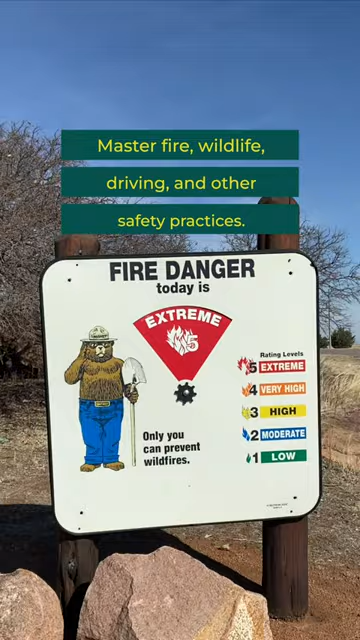 Master fire, wildlife,
driving, and other
safety practices.
FIRE DANGER
today is
EXTREME
5
Rating Levels
5 EXTREME
4 VERY HIGH
3 HIGH
2 MODERATE
1 LOW
Only you
can prevent
wildfires.